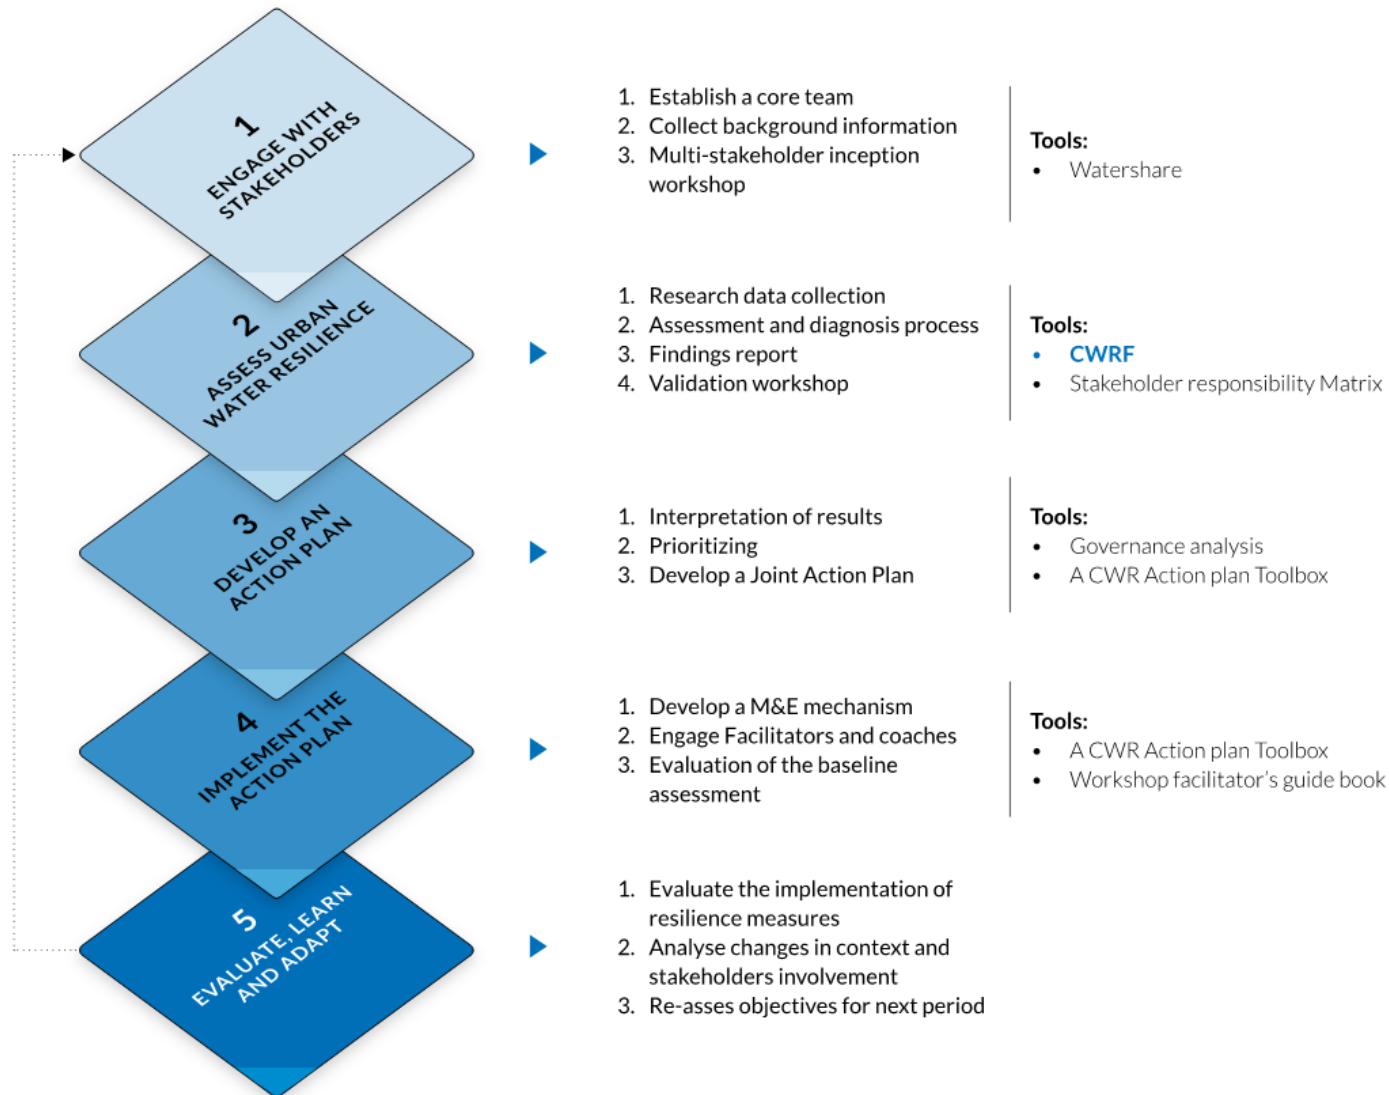 1
ENGAGE WITH
STAKEHOLDERS
1. Establish a core team
2. Collect background information
3. Multi-stakeholder inception
workshop
Tools:
• Watershare
2
ASSESS URBAN
WATER RESILIENCE
1. Research data collection
2. Assessment and diagnosis process
3. Findings report
4. Validation workshop
Tools:
• CWRF
• Stakeholder responsibility Matrix
3
DEVELOP AN
ACTION PLAN
1. Interpretation of results
2. Prioritizing
3. Develop a Joint Action Plan
Tools:
• Governance analysis
• A CWR Action plan Toolbox
4
IMPLEMENT THE
ACTION PLAN
1. Develop a M&E mechanism
2. Engage Facilitators and coaches
3. Evaluation of the baseline
assessment
Tools:
• A CWR Action plan Toolbox
• Workshop facilitator's guide book
5
EVALUATE, LEARN
AND ADAPT
1. Evaluate the implementation of
resilience measures
2. Analyse changes in context and
stakeholders involvement
3. Re-asses objectives for next period